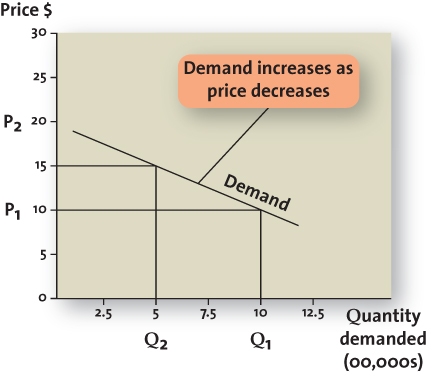 Price $
30
25
Demand increases as
price decreases
P2
20
15
Demand
P1
10
5
0
2.5 5 7.5 10 12.5
Quantity
demanded
(00,000s)
Q2 Q1